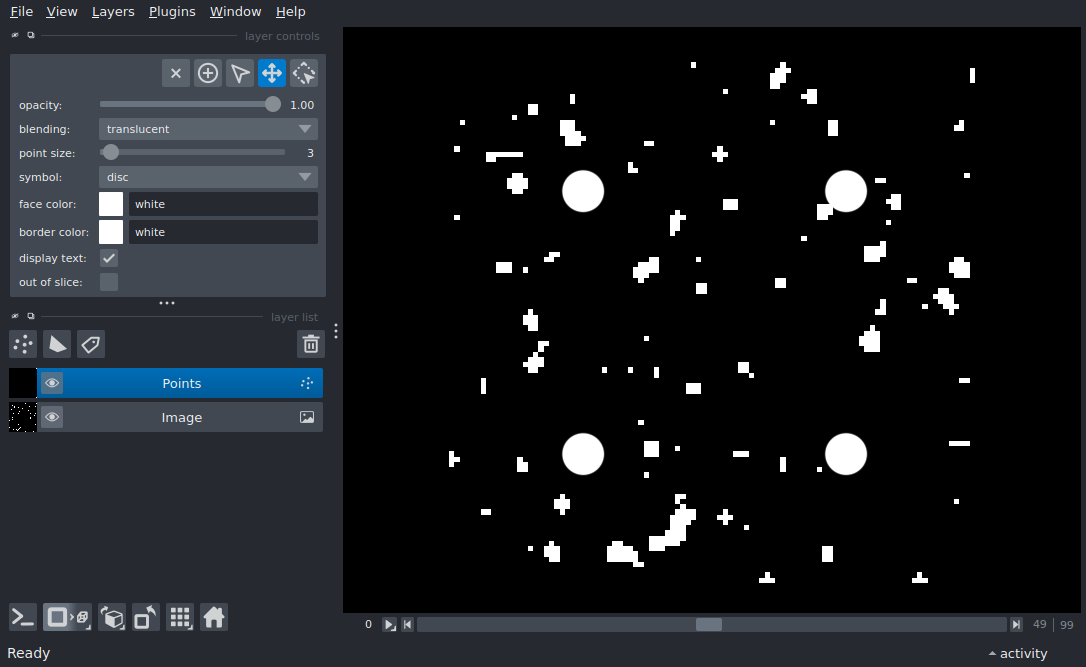 File View Layers Plugins Window Help
layer controls
opacity: 1.00
blending: translucent
point size: 3
symbol: disc
face color: white
border color: white
display text:
out of slice:
layer list
Points
Image
0 49 | 99
Ready activity